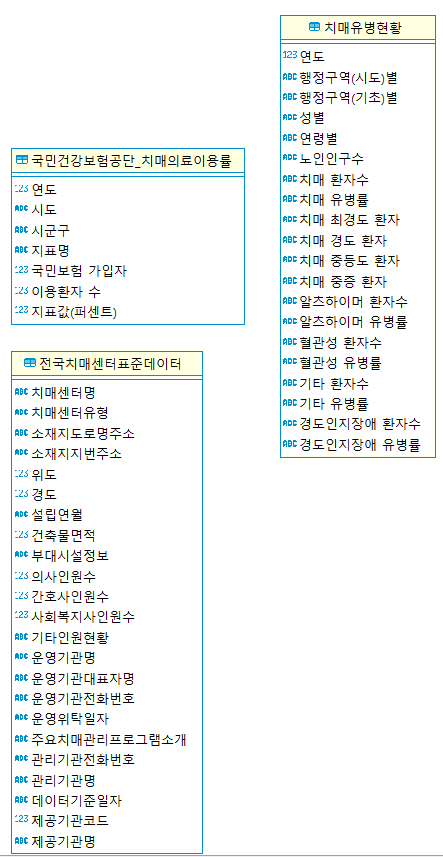 치매유병현황
123 연도
ABC 행정구역(시도)별
ABC 행정구역(기초)별
ABC 성별
ABC 연령별
ABC 노인인구수
ABC 치매 환자수
ABC 치매 유병률
ABC 치매 최경도 환자
ABC 치매 경도 환자
ABC 치매 중등도 환자
ABC 치매 중증 환자
ABC 알츠하이머 환자수
ABC 알츠하이머 유병률
ABC 혈관성 환자수
ABC 혈관성 유병률
ABC 기타 환자수
ABC 기타 유병률
ABC 경도인지장애 환자수
ABC 경도인지장애 유병률
국민건강보험공단_치매의료이용률
123 연도
ABC 시도
ABC 시군구
ABC 지표명
123 국민보험 가입자
123 이용환자 수
123 지표값(퍼센트)
전국치매센터표준데이터
ABC 치매센터명
ABC 치매센터유형
ABC 소재지도로명주소
ABC 소재지지번주소
123 위도
123 경도
ABC 설립연월
123 건축물면적
ABC 부대시설정보
123 의사인원수
123 간호사인원수
123 사회복지사인원수
ABC 기타인원현황
ABC 운영기관명
ABC 운영기관대표자명
ABC 운영기관전화번호
ABC 운영위탁일자
ABC 주요치매관리프로그램소개
ABC 관리기관전화번호
ABC 관리기관명
ABC 데이터기준일자
123 제공기관코드
ABC 제공기관명